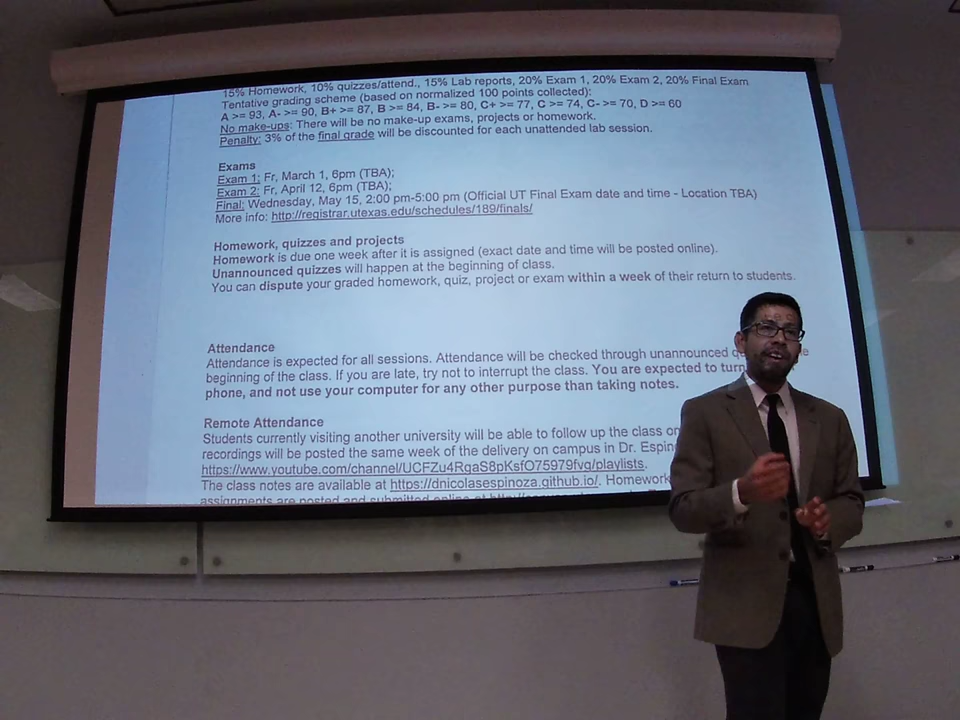 15% Homework, 10% quizzes/attend., 15% Lab reports, 20% Exam 1, 20% Exam 2, 20% Final Exam
Tentative grading scheme (based on normalized 100 points collected):
A >= 93, A- >= 90, B+ >= 87, B >= 84, B- >= 80, C+ >= 77, C >= 74, C- >= 70, D >= 60
No make-ups: There will be no make-up exams, projects or homework.
Penalty: 3% of the final grade will be discounted for each unattended lab session.
Exams
Exam 1: Fr, March 1, 6pm (TBA);
Exam 2: Fr, April 12, 6pm (TBA);
Final: Wednesday, May 15, 2:00 pm-5:00 pm (Official UT Final Exam date and time - Location TBA)
More info: http://registrar.utexas.edu/schedules/189/finals/
Homework, quizzes and projects
Homework is due one week after it is assigned (exact date and time will be posted online).
Unannounced quizzes will happen at the beginning of class.
You can dispute your graded homework, quiz, project or exam within a week of their return to students.
Attendance
Attendance is expected for all sessions. Attendance will be checked through unannounced
beginning of the class. If you are late, try not to interrupt the class. You are expected to turn
phone, and not use your computer for any other purpose than taking notes.
Remote Attendance
Students currently visiting another university will be able to follow up the class
recordings will be posted the same week of the delivery on campus in Dr.
https://www.youtube.com/channel/UCFZu4RgaS8pKsfO75979fvg/playlists.
The class notes are available at https://dnicolasespinoza.github.io/. Homework
assignments are posted and submitted online at